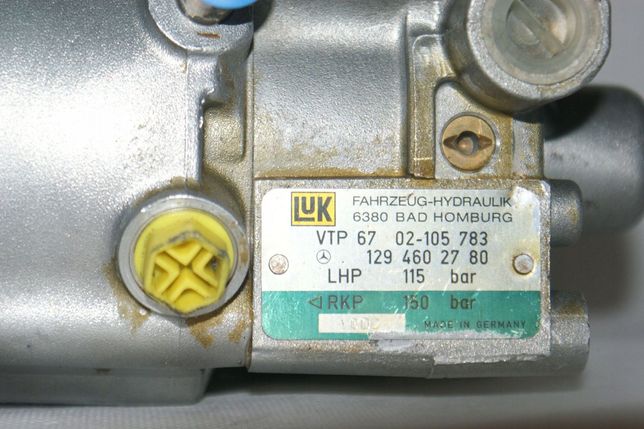 LuK FAHRZEUG-HYDRAULIK
6380 BAD HOMBURG
VTP 67 02-105 783
129 460 27 80
LHP 115 bar
RKP 150 bar
MADE IN GERMANY